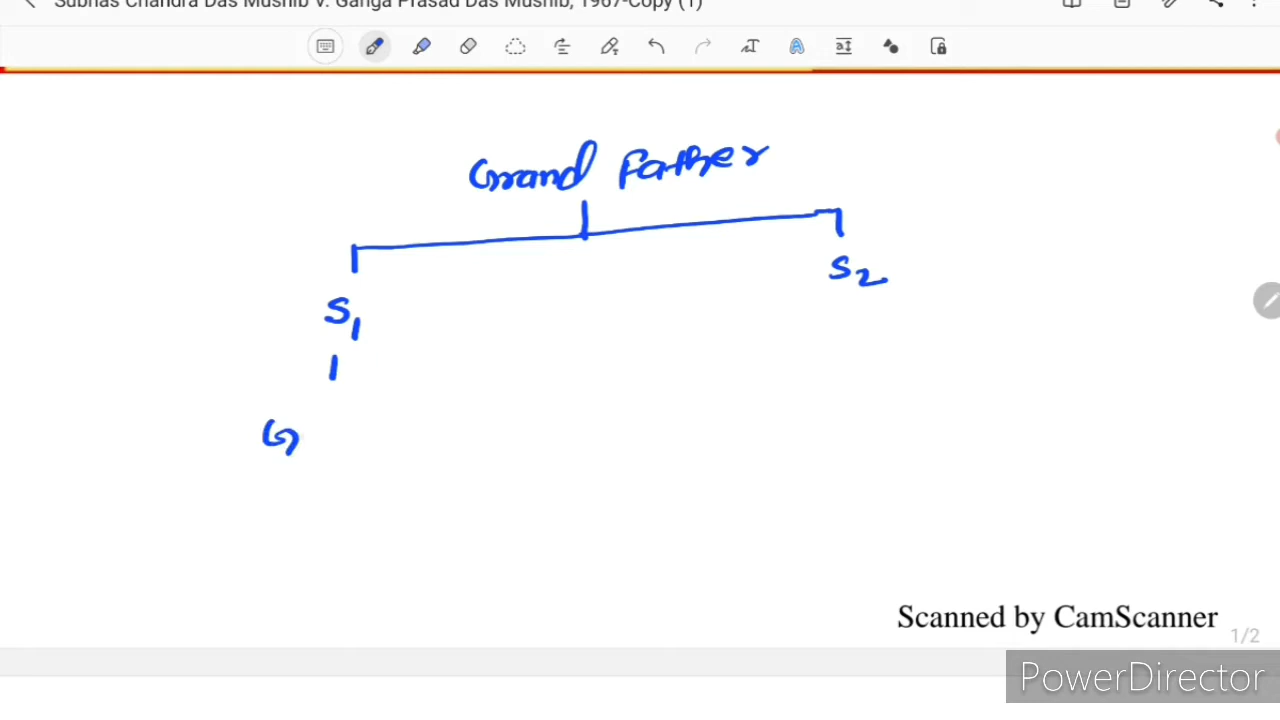 Subhas Chandra Das Mushib V. Ganga Prasad Das Mushib, 1967-Copy (1)
Grand Father
S1
S2
G
Scanned by CamScanner
1/2
PowerDirector